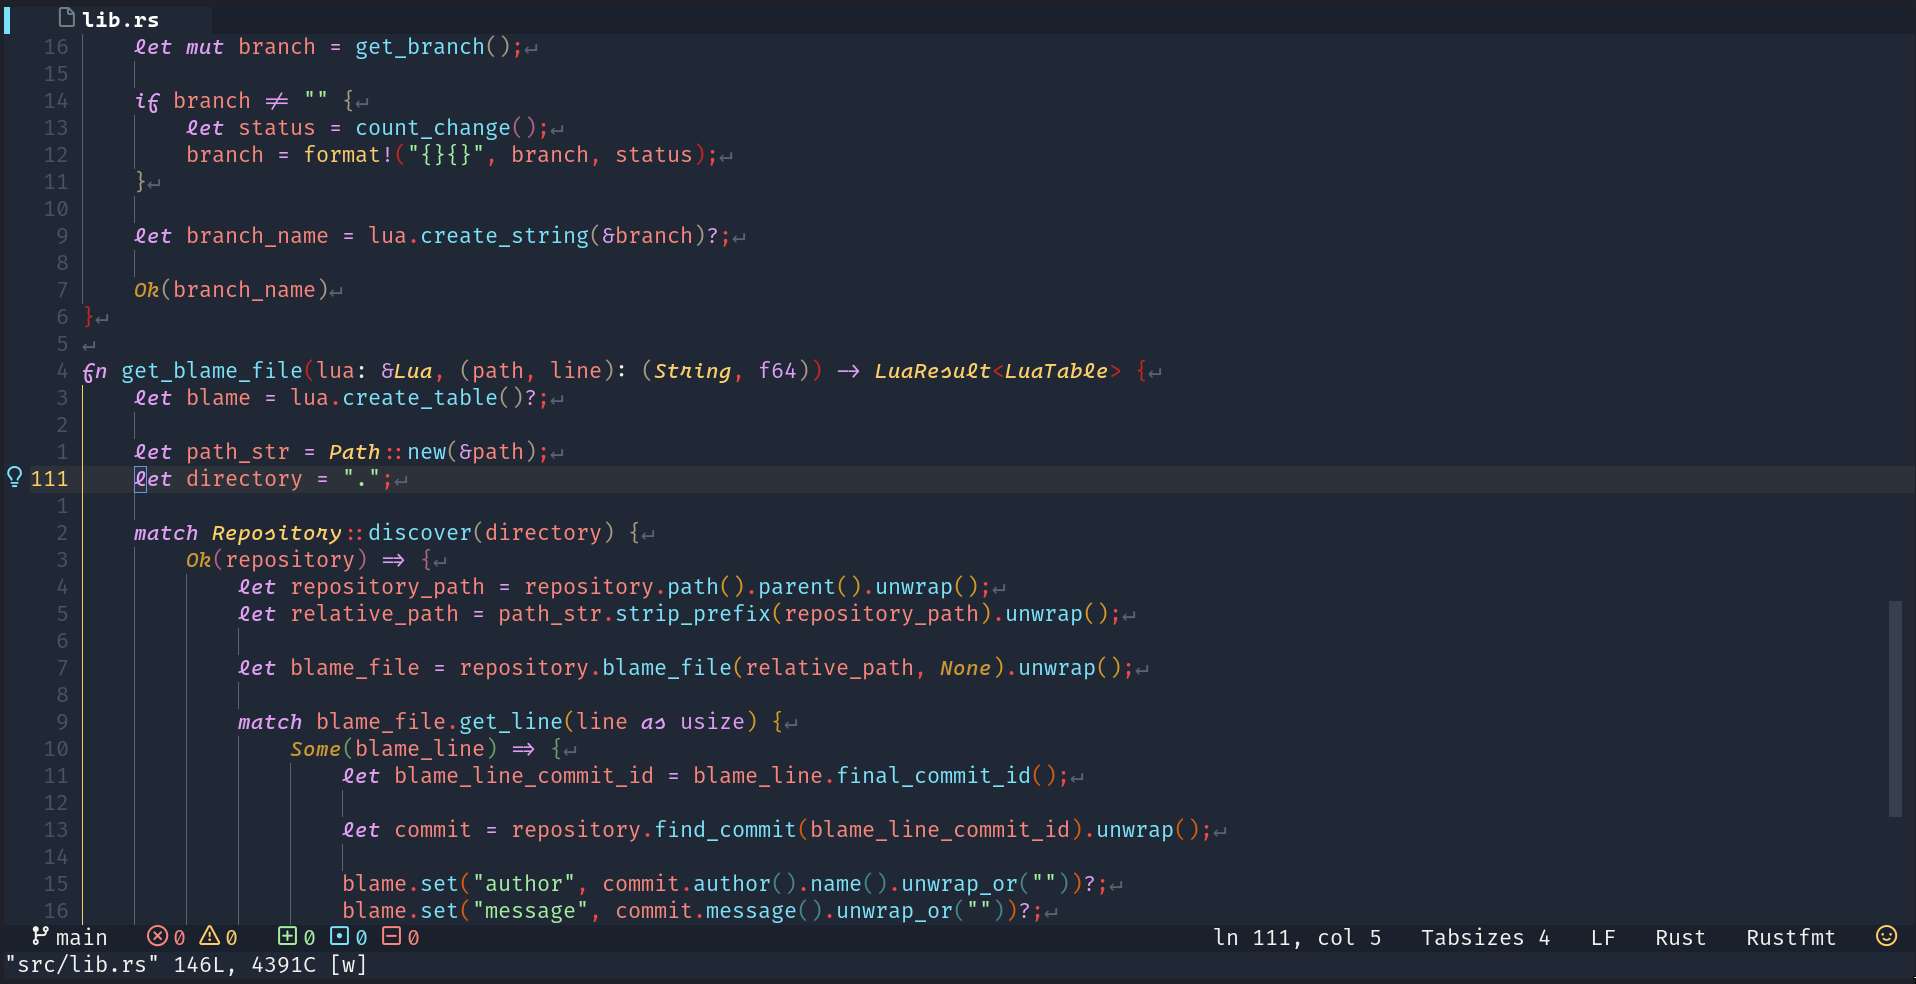 lib.rs
16 let mut branch = get_branch();↵
15
14 if branch != "" {↵
13 let status = count_change();↵
12 branch = format!("{}{}", branch, status);↵
11 }↵
10
9 let branch_name = lua.create_string(&branch)?;↵
8
7 Ok(branch_name)↵
6 }↵
5 ↵
4 fn get_blame_file(lua: &Lua, (path, line): (String, f64)) -> LuaResult<LuaTable> {↵
3 let blame = lua.create_table()?;↵
2
1 let path_str = Path::new(&path);↵
111 let directory = ".";↵
1
2 match Repository::discover(directory) {↵
3 Ok(repository) => {↵
4 let repository_path = repository.path().parent().unwrap();↵
5 let relative_path = path_str.strip_prefix(repository_path).unwrap();↵
6
7 let blame_file = repository.blame_file(relative_path, None).unwrap();↵
8
9 match blame_file.get_line(line as usize) {↵
10 Some(blame_line) => {↵
11 let blame_line_commit_id = blame_line.final_commit_id();↵
12
13 let commit = repository.find_commit(blame_line_commit_id).unwrap();↵
14
15 blame.set("author", commit.author().name().unwrap_or(""))?;↵
16 blame.set("message", commit.message().unwrap_or(""))?;↵
main 0 0 0 0 0 ln 111, col 5 Tabsizes 4 LF Rust Rustfmt
"src/lib.rs" 146L, 4391C [w]